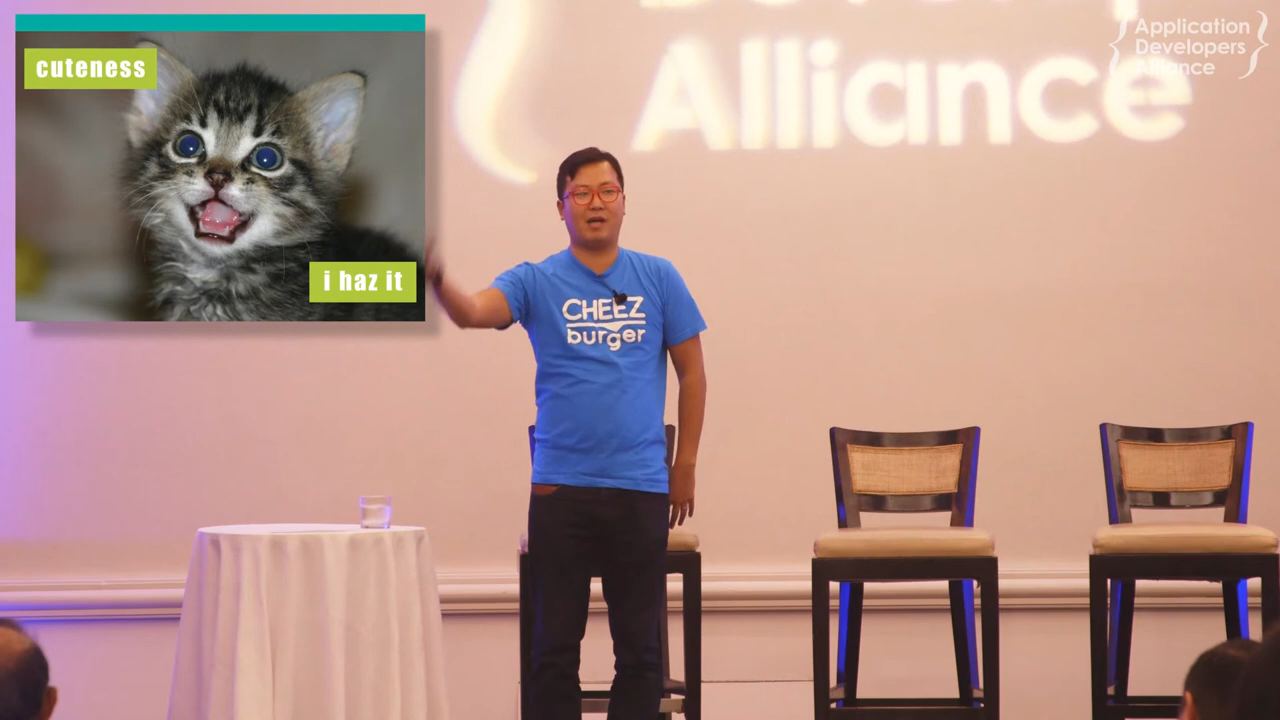 cuteness
i haz it
Alliance
Application
Developers
Alliance
CHEEZ
burger